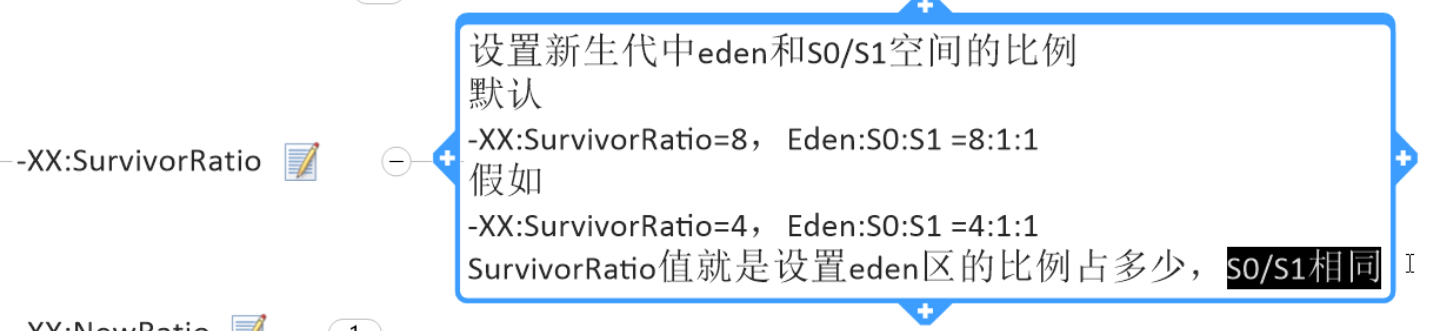 -XX:SurvivorRatio
设置新生代中eden和S0/S1空间的比例
默认
-XX:SurvivorRatio=8， Eden:S0:S1 =8:1:1
假如
-XX:SurvivorRatio=4， Eden:S0:S1 =4:1:1
SurvivorRatio值就是设置eden区的比例占多少，S0/S1相同
-XX:NewRatio
1